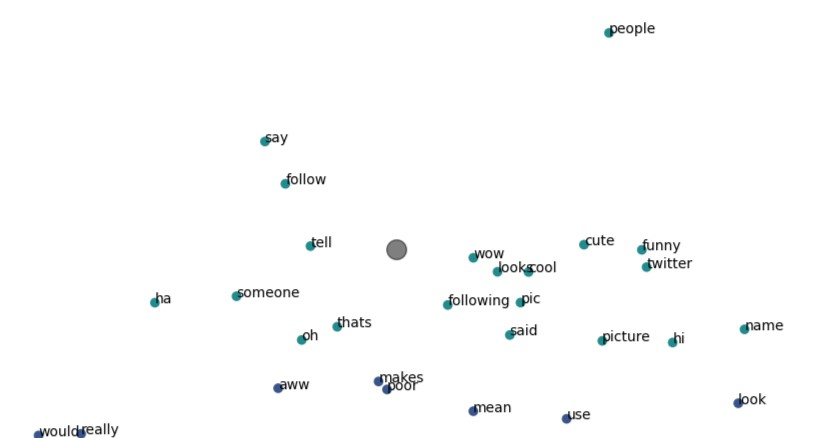 people
say
follow
tell
cute
funny
wow
twitter
looks
cool
someone
ha
following
pic
thats
name
said
oh
picture
hi
makes
aww
poor
look
mean
use
really
would